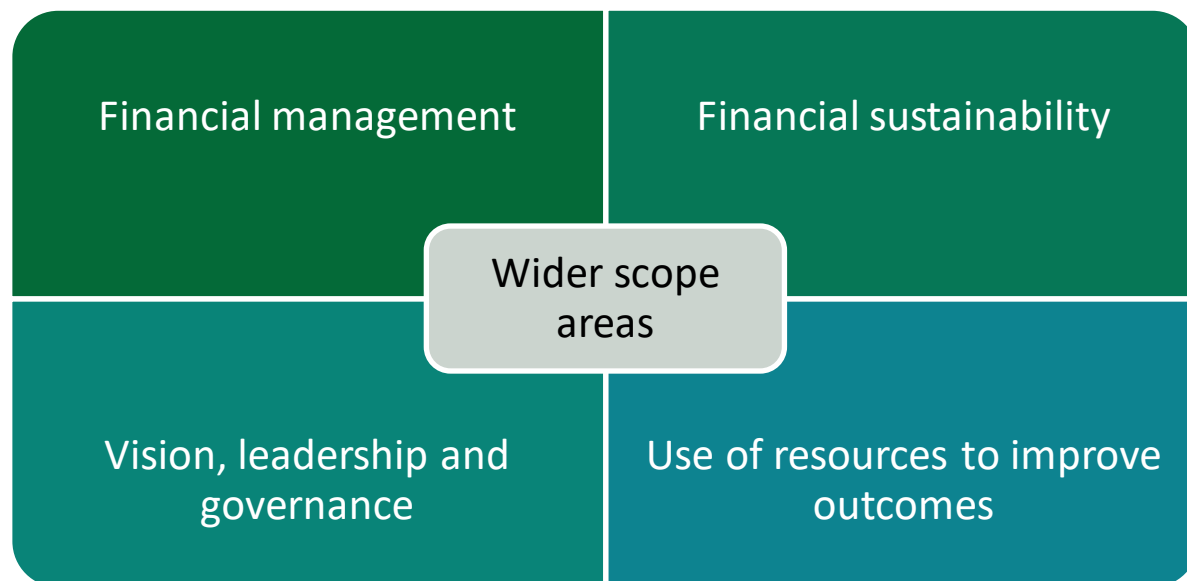 Financial management
Financial sustainability
Wider scope
areas
Vision, leadership and
governance
Use of resources to improve
outcomes